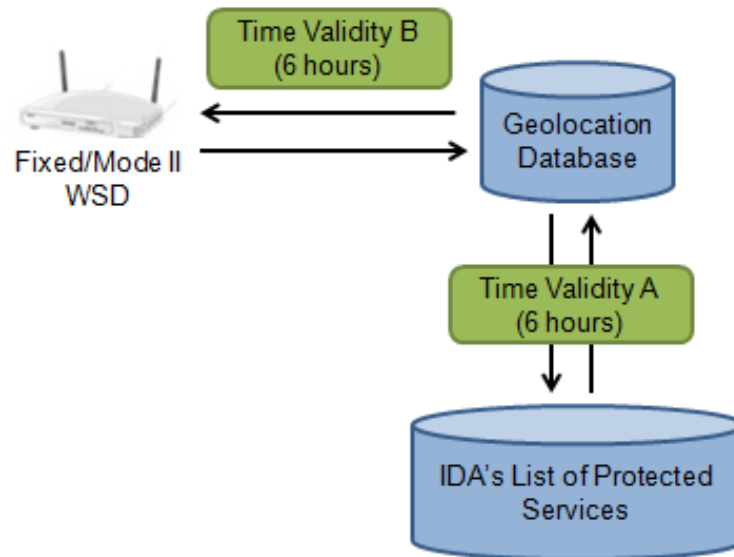 Time Validity B
(6 hours)
Geolocation
Database
Fixed/Mode II
WSD
Time Validity A
(6 hours)
IDA's List of Protected
Services